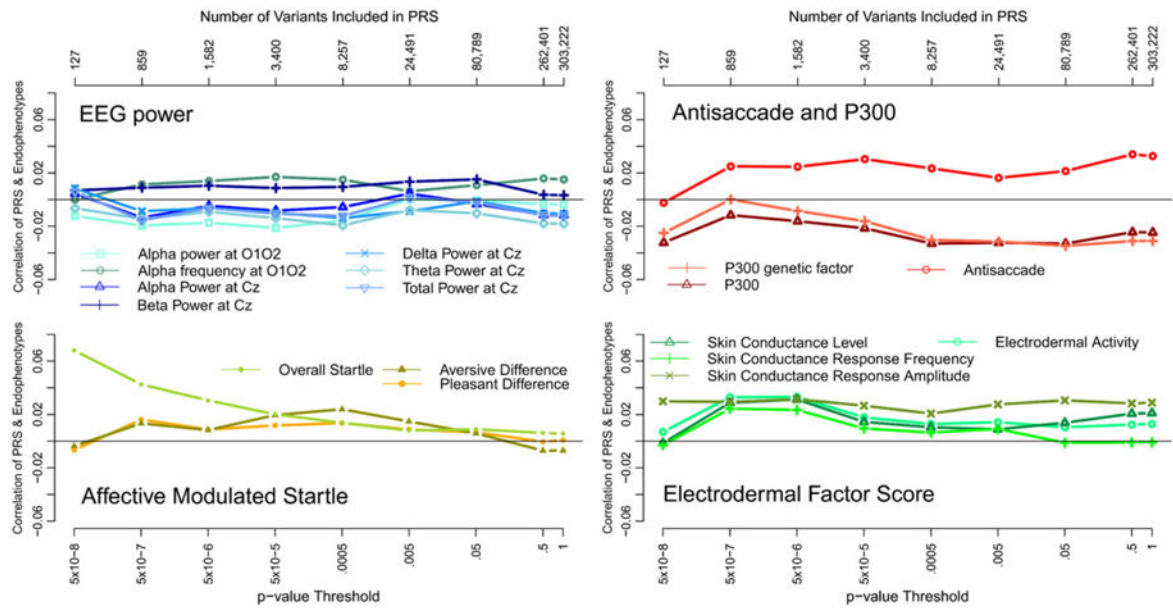 Number of Variants Included in PRS
127 859 1,582 3,400 8,257 24,491 80,789 262,401 303,222
Correlation of PRS & Endophenotypes
0.06
0.02
−0.02
−0.06
EEG power
Alpha power at O1O2
Alpha frequency at O1O2
Alpha Power at Cz
Beta Power at Cz
Delta Power at Cz
Theta Power at Cz
Total Power at Cz
Number of Variants Included in PRS
127 859 1,582 3,400 8,257 24,491 80,789 262,401 303,222
Correlation of PRS & Endophenotypes
0.06
0.02
−0.02
−0.06
Antisaccade and P300
P300 genetic factor
P300
Antisaccade
Correlation of PRS & Endophenotypes
0.06
0.02
−0.02
−0.06
Overall Startle
Aversive Difference
Pleasant Difference
Affective Modulated Startle
5x10−8 5x10−7 5x10−6 5x10−5 .0005 .005 .05 .5 1
p−value Threshold
Correlation of PRS & Endophenotypes
0.06
0.02
−0.02
−0.06
Skin Conductance Level
Skin Conductance Response Frequency
Skin Conductance Response Amplitude
Electrodermal Activity
Electrodermal Factor Score
5x10−8 5x10−7 5x10−6 5x10−5 .0005 .005 .05 .5 1
p−value Threshold